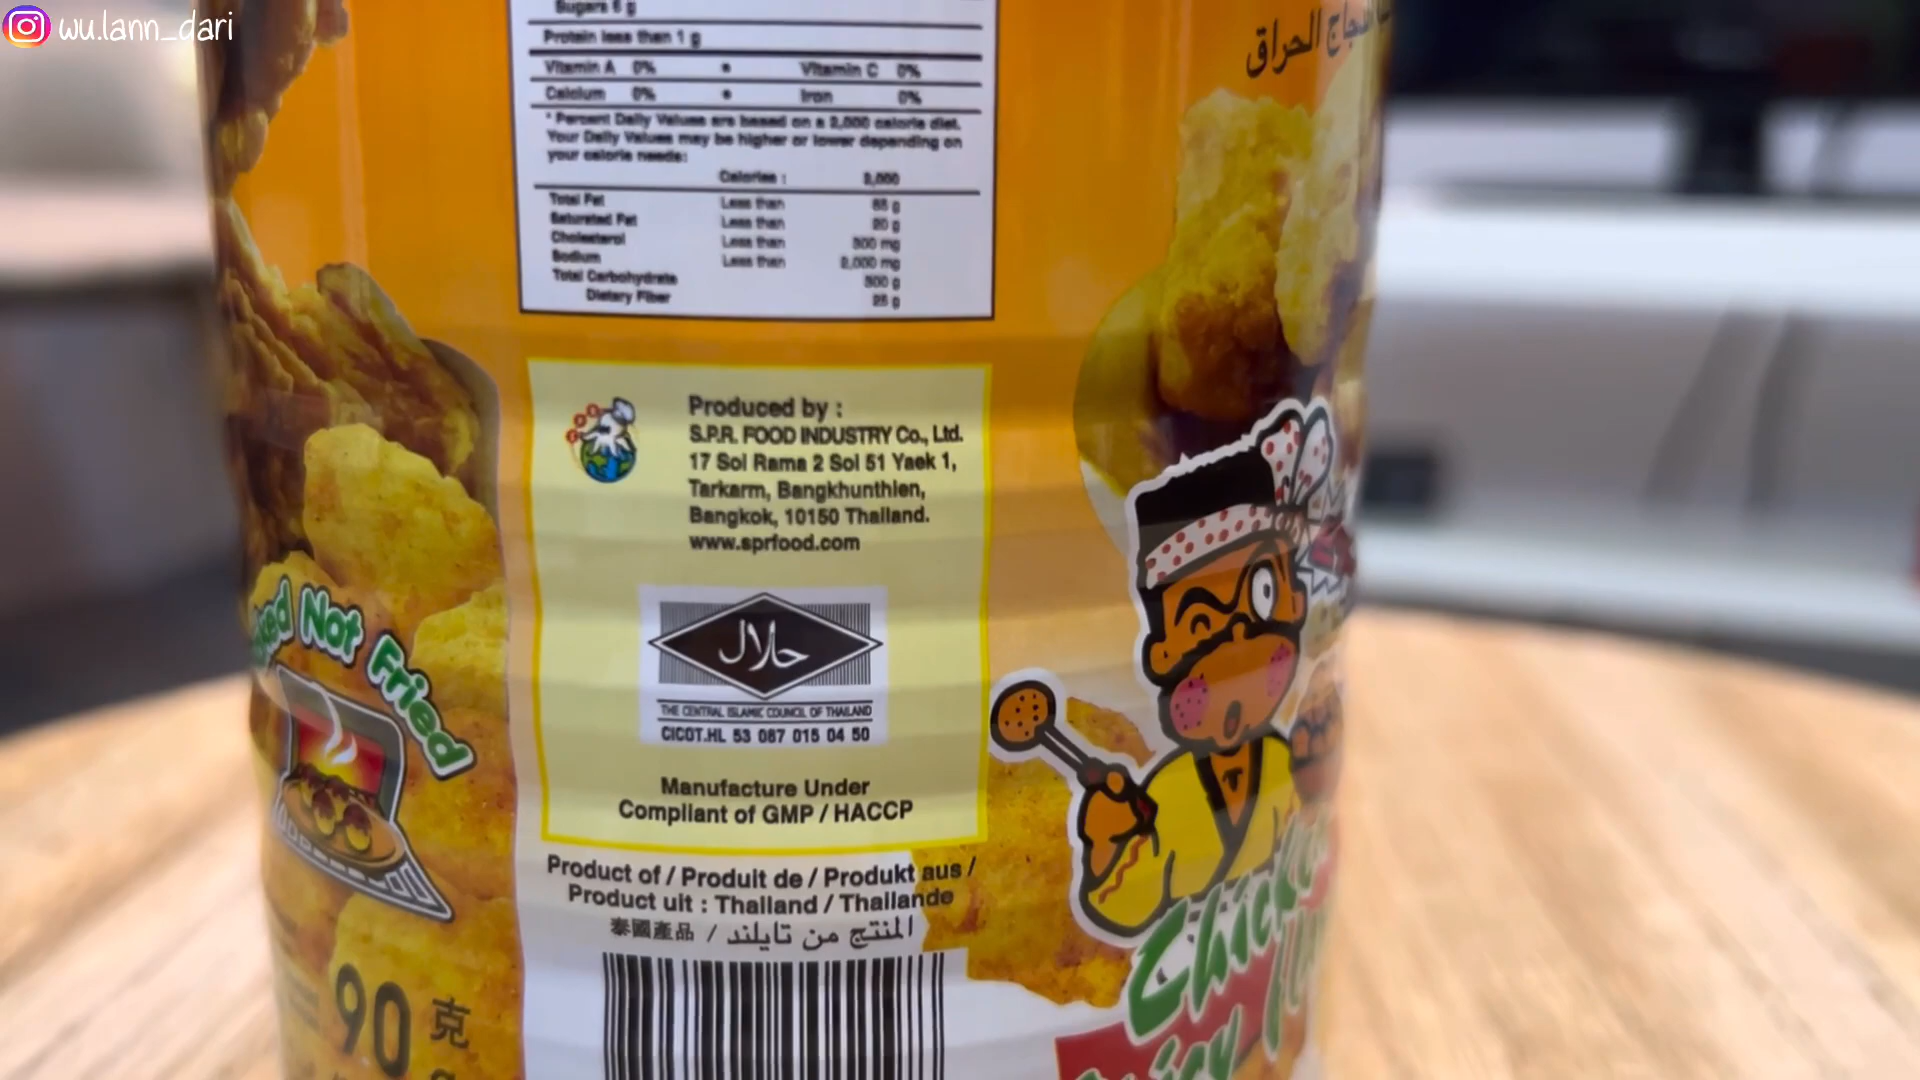 wu.lann_dari
Sugars 6 g
Protein less than 1 g
Vitamin A 0% • Vitamin C 0%
Calcium 0% • Iron 0%
* Percent Daily Values are based on a 2,000 calorie diet.
Your Daily Values may be higher or lower depending on
your calorie needs:
Calories : 2,000
Total Fat Less than 65 g
Saturated Fat Less than 20 g
Cholesterol Less than 300 mg
Sodium Less than 2,000 mg
Total Carbohydrate 300 g
Dietary Fiber 25 g
Produced by :
S.P.R. FOOD INDUSTRY Co., Ltd.
17 Soi Rama 2 Soi 51 Yaek 1,
Tarkarm, Bangkhunthien,
Bangkok, 10150 Thailand.
www.sprfood.com
حلال
THE CENTRAL ISLAMIC COUNCIL OF THAILAND
CICOT.HL 53 087 015 04 50
Manufacture Under
Compliant of GMP / HACCP
Product of / Produit de / Produkt aus /
Product uit : Thailand / Thailande
泰國產品 / المنتج من تايلند
Not Fried
90 克
الحراق